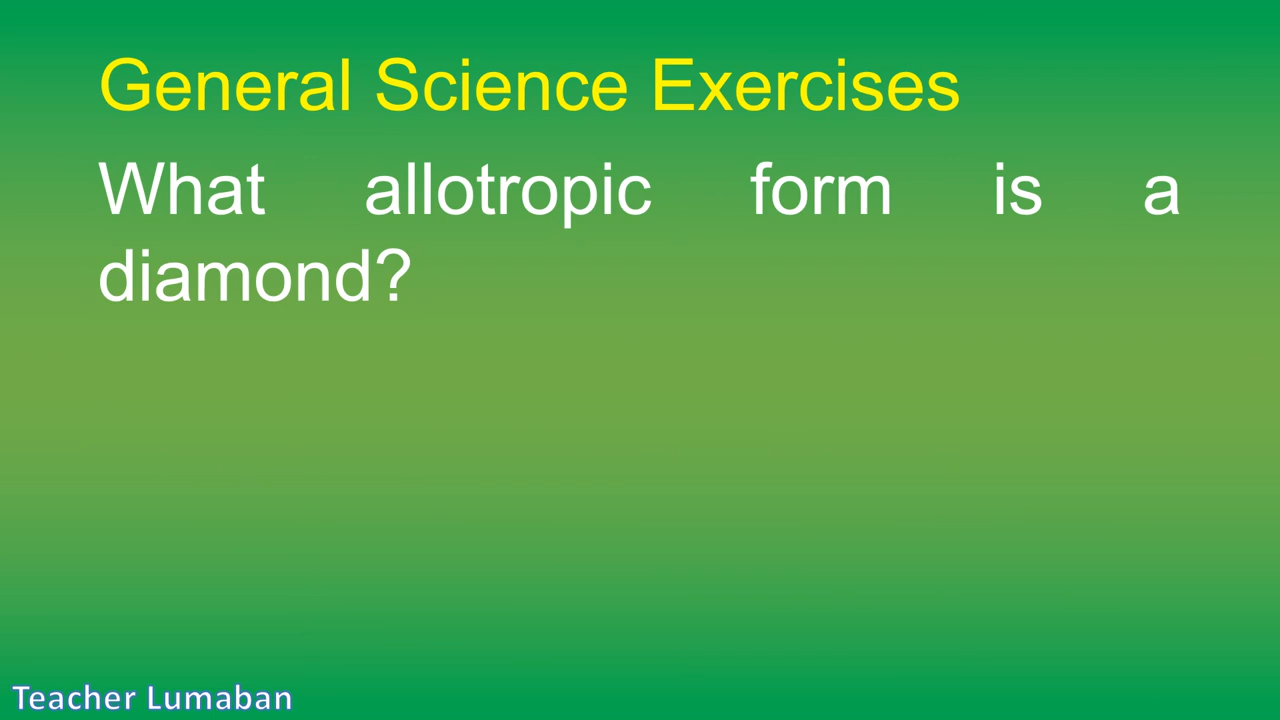 General Science Exercises
What allotropic form is a
diamond?
Teacher Lumaban